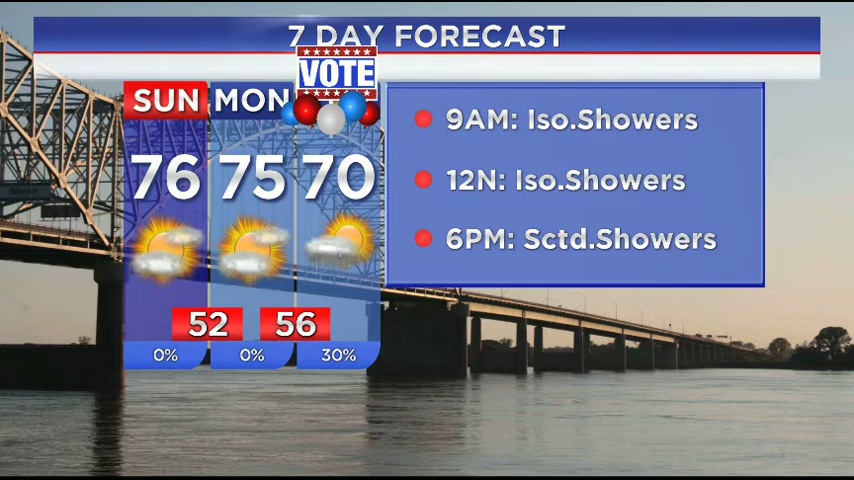 7 DAY FORECAST
VOTE
SUN MON
76 75 70
52 56
0% 0% 30%
9AM: Iso.Showers
12N: Iso.Showers
6PM: Sctd.Showers